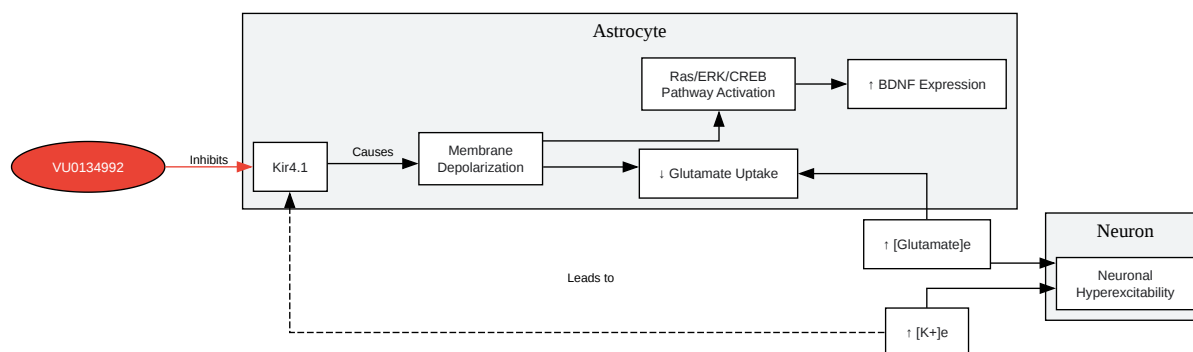 Astrocyte
Ras/ERK/CREB
Pathway Activation
↑ BDNF Expression
VU0134992
Inhibits
Kir4.1
Causes
Membrane
Depolarization
↓ Glutamate Uptake
↑ [Glutamate]e
Neuron
Neuronal
Hyperexcitability
Leads to
↑ [K+]e